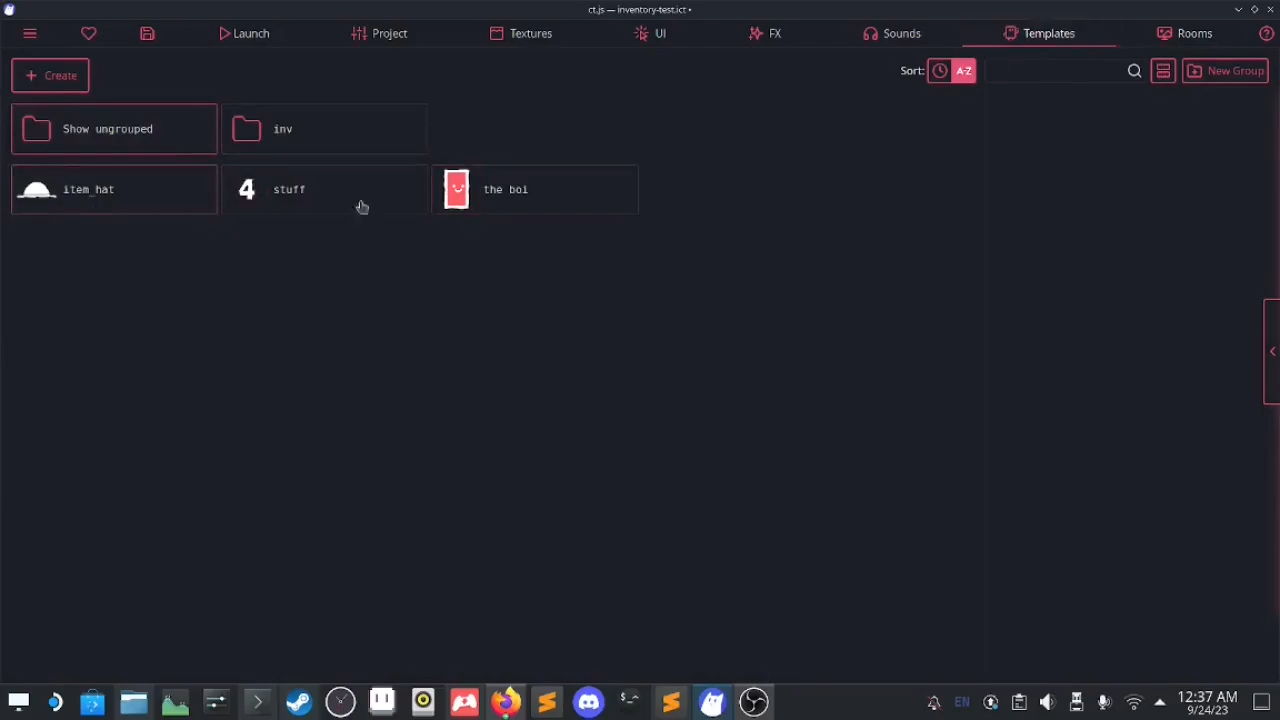 ct.js — inventory-test.ict •
Launch Project Textures UI FX Sounds Templates Rooms
Create Sort: A-Z New Group
Show ungrouped inv
item_hat 4 stuff the boi
EN 12:37 AM
9/24/23